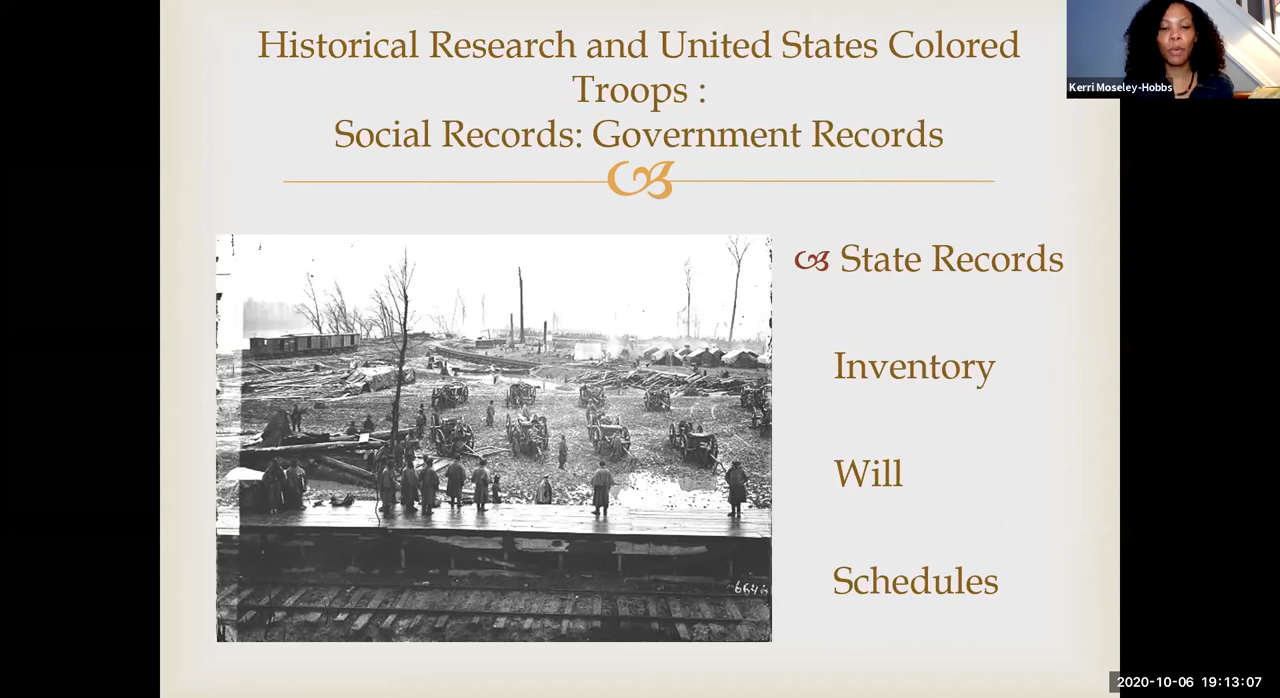 Historical Research and United States Colored
Troops :
Social Records: Government Records
Kerri Moseley-Hobbs
State Records
Inventory
Will
Schedules
6646
2020-10-06 19:13:07